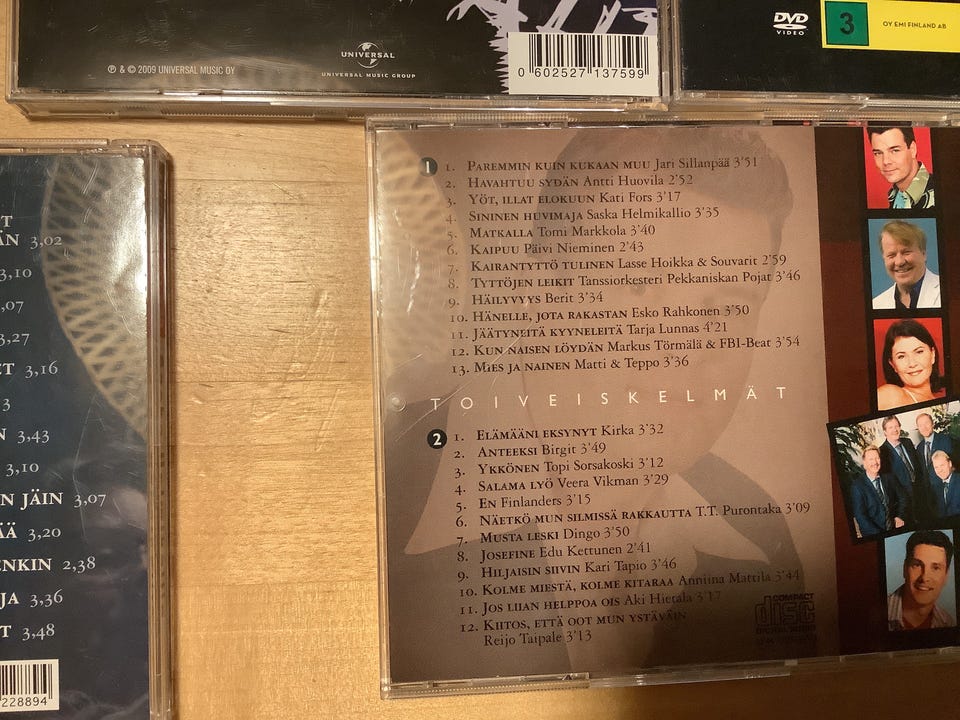 ℗ & © 2009 UNIVERSAL MUSIC OY
UNIVERSAL
UNIVERSAL MUSIC GROUP
0 602527 137599
DVD
VIDEO
3
OY EMI FINLAND AB
T
ÄN 3,02
3,10
,07
3,27
ET 3,16
3
N 3,43
3,10
N JÄIN 3,07
ÄÄ 3,20
ENKIN 2,38
JA 3,36
T 3,48
228894
1
1. PAREMMIN KUIN KUKAAN MUU Jari Sillanpää 3'51
2. HAVAHTUU SYDÄN Antti Huovila 2'52
3. YÖT, ILLAT ELOKUUN Kati Fors 3'17
4. SININEN HUVIMAJA Saska Helmikallio 3'35
5. MATKALLA Tomi Markkola 3'40
6. KAIPUU Päivi Nieminen 2'43
7. KAIRANTYTTÖ TULINEN Lasse Hoikka & Souvarit 2'59
8. TYTTÖJEN LEIKIT Tanssiorkesteri Pekkaniskan Pojat 3'46
9. HÄILYVYYS Berit 3'34
10. HÄNELLE, JOTA RAKASTAN Esko Rahkonen 3'50
11. JÄÄTYNEITÄ KYYNELEITÄ Tarja Lunnas 4'21
12. KUN NAISEN LÖYDÄN Markus Törmälä & FBI-Beat 3'54
13. MIES JA NAINEN Matti & Teppo 3'36
TOIVEISKELMÄT
2
1. ELÄMÄÄNI EKSYNYT Kirka 3'32
2. ANTEEKSI Birgit 3'49
3. YKKÖNEN Topi Sorsakoski 3'12
4. SALAMA LYÖ Veera Vikman 3'29
5. EN Finlanders 3'15
6. NÄETKÖ MUN SILMISSÄ RAKKAUTTA T.T. Purontaka 3'09
7. MUSTA LESKI Dingo 3'50
8. JOSEFINE Edu Kettunen 2'41
9. HILJAISIN SIIVIN Kari Tapio 3'46
10. KOLME MIESTÄ, KOLME KITARAA Anniina Mattila 3'44
11. JOS LIIAN HELPPOA OIS Aki Hietala 3'17
12. KIITOS, ETTÄ OOT MUN YSTÄVÄIN
Reijo Taipale 3'13
COMPACT
disc
DIGITAL AUDIO